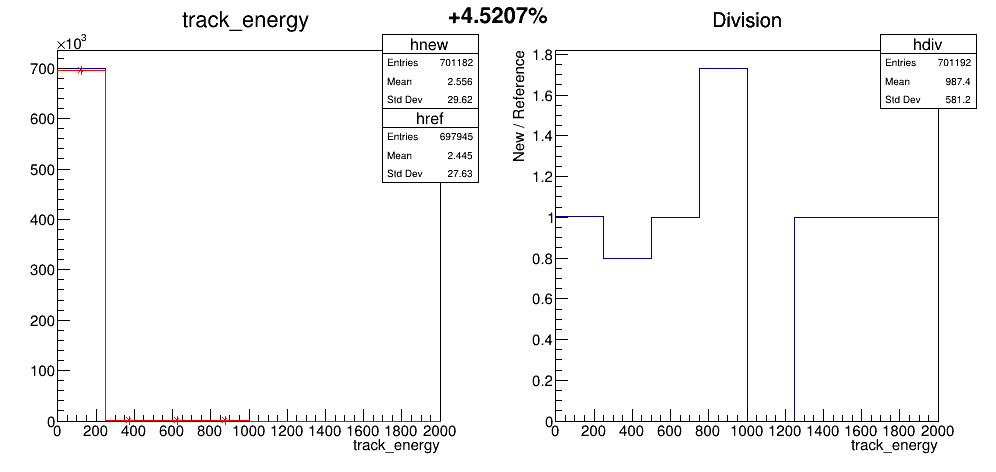 +4.5207%
track_energy
×10³
hnew
Entries 701182
Mean 2.556
Std Dev 29.62
href
Entries 697945
Mean 2.445
Std Dev 27.63
700
600
500
400
300
200
100
0
0 200 400 600 800 1000 1200 1400 1600 1800 2000
track_energy
Division
hdiv
Entries 701192
Mean 987.4
Std Dev 581.2
New / Reference
1.8
1.6
1.4
1.2
1
0.8
0.6
0.4
0.2
0
0 200 400 600 800 1000 1200 1400 1600 1800 2000
track_energy